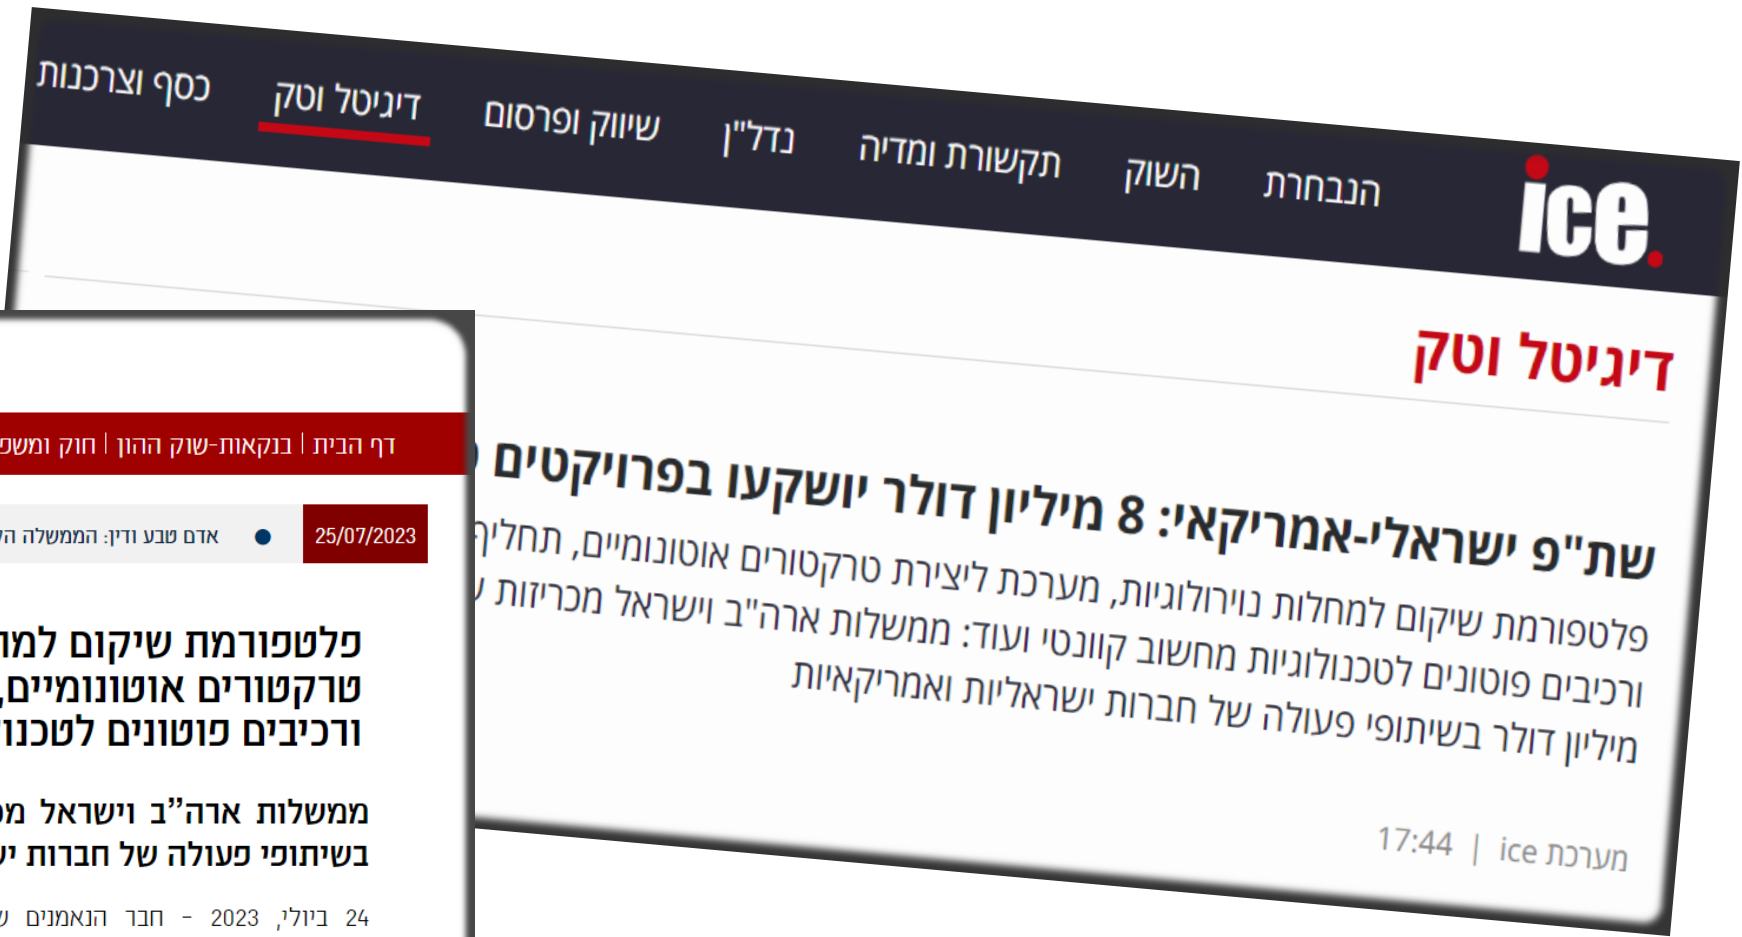 ice.
הנבחרת השוק תקשורת ומדיה נדל"ן שיווק ופרסום דיגיטל וטק כסף וצרכנות
דיגיטל וטק
שת"פ ישראלי-אמריקאי: 8 מיליון דולר יושקעו בפרויקטים
פלטפורמת שיקום למחלות נוירולוגיות, מערכת ליצירת טרקטורים אוטונומיים, תחליף
ורכיבים פוטונים לטכנולוגיות מחשוב קוונטי ועוד: ממשלות ארה"ב וישראל מכריזות
מיליון דולר בשיתופי פעולה של חברות ישראליות ואמריקאיות
מערכת ice | 17:44
דף הבית | בנקאות-שוק ההון | חוק
25/07/2023 ● אדם טבע ודין: הממשלה
פלטפורמת שיקום
טרקטורים אוטונומיים,
ורכיבים פוטונים
ממשלות ארה"ב וישראל
בשיתופי פעולה של חברות
24 ביולי, 2023 - חבר הנאמנים